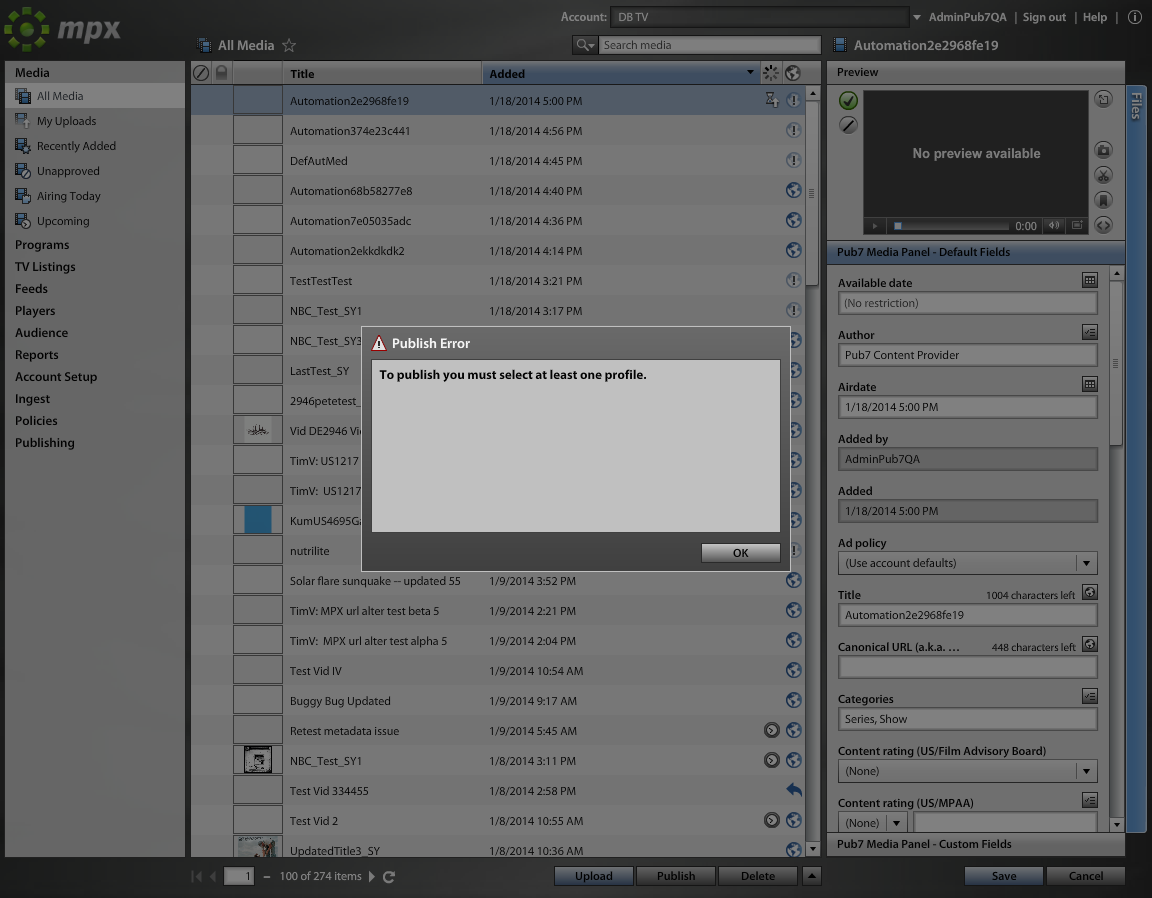 Account: DB TV AdminPub7QA | Sign out | Help |
mpx
All Media Search media Automation2e2968fe19
Media
All Media
My Uploads
Recently Added
Unapproved
Airing Today
Upcoming
Programs
TV Listings
Feeds
Players
Audience
Reports
Account Setup
Ingest
Policies
Publishing
Title Added
Automation2e2968fe19 1/18/2014 5:00 PM
Automation374e23c441 1/18/2014 4:56 PM
DefAutMed 1/18/2014 4:45 PM
Automation68b58277e8 1/18/2014 4:40 PM
Automation7e05035adc 1/18/2014 4:36 PM
Automation2ekkdkdk2 1/18/2014 4:14 PM
TestTestTest 1/18/2014 3:21 PM
NBC_Test_SY1 1/18/2014 3:17 PM
NBC_Test_SY3
LastTest_SY
2946petetest_
Vid DE2946 Vi
TimV: US1217
TimV: US1217
KumUS4695G
nutrilite
Solar flare sunquake -- updated 55 1/9/2014 3:52 PM
TimV: MPX url alter test beta 5 1/9/2014 2:21 PM
TimV: MPX url alter test alpha 5 1/9/2014 2:04 PM
Test Vid IV 1/9/2014 10:54 AM
Buggy Bug Updated 1/9/2014 9:17 AM
Retest metadata issue 1/9/2014 5:45 AM
NBC_Test_SY1 1/8/2014 3:11 PM
Test Vid 334455 1/8/2014 2:58 PM
Test Vid 2 1/8/2014 10:55 AM
UpdatedTitle3_SY 1/8/2014 10:36 AM
Publish Error
To publish you must select at least one profile.
OK
Preview
Files
No preview available
0:00
Pub7 Media Panel - Default Fields
Available date
(No restriction)
Author
Pub7 Content Provider
Airdate
1/18/2014 5:00 PM
Added by
AdminPub7QA
Added
1/18/2014 5:00 PM
Ad policy
(Use account defaults)
Title 1004 characters left
Automation2e2968fe19
Canonical URL (a.k.a. ... 448 characters left
Categories
Series, Show
Content rating (US/Film Advisory Board)
(None)
Content rating (US/MPAA)
(None)
Pub7 Media Panel - Custom Fields
1 – 100 of 274 items Upload Publish Delete Save Cancel